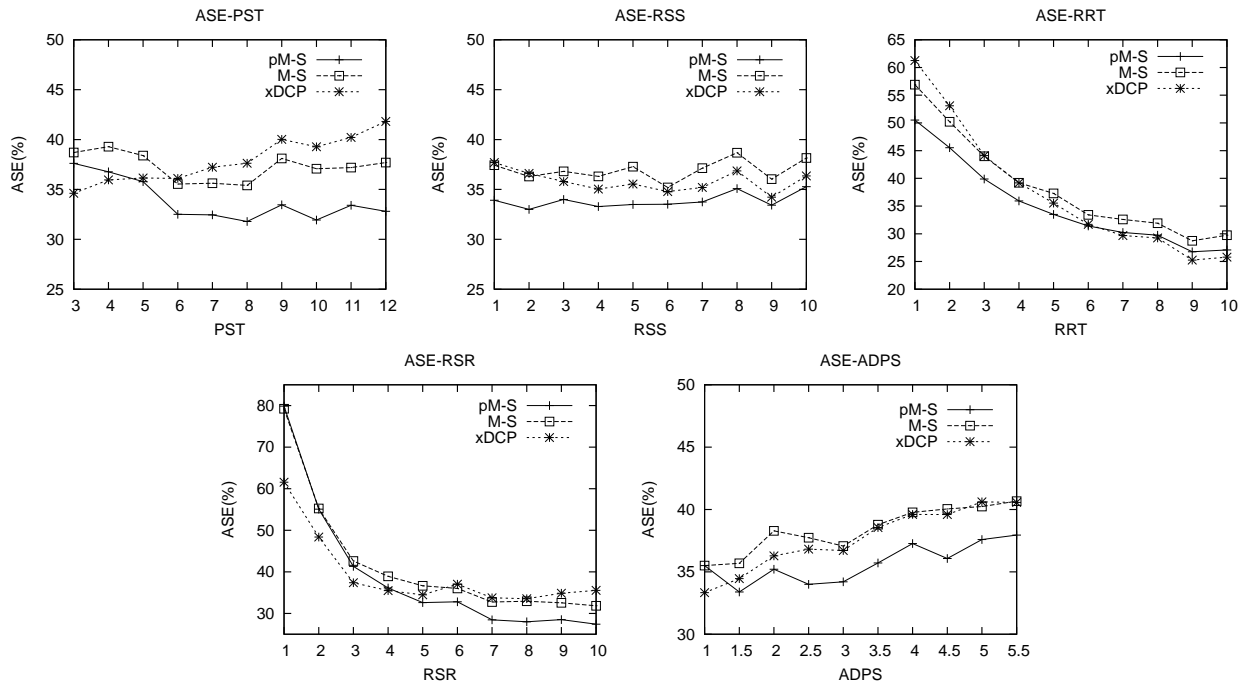 ASE-PST
50
45
40
35
30
25
ASE(%)
pM-S
M-S
xDCP
3 4 5 6 7 8 9 10 11 12
PST
ASE-RSS
50
45
40
35
30
25
ASE(%)
pM-S
M-S
xDCP
1 2 3 4 5 6 7 8 9 10
RSS
ASE-RRT
65
60
55
50
45
40
35
30
25
20
ASE(%)
pM-S
M-S
xDCP
1 2 3 4 5 6 7 8 9 10
RRT
ASE-RSR
80
70
60
50
40
30
ASE(%)
pM-S
M-S
xDCP
1 2 3 4 5 6 7 8 9 10
RSR
ASE-ADPS
50
45
40
35
30
ASE(%)
pM-S
M-S
xDCP
1 1.5 2 2.5 3 3.5 4 4.5 5 5.5
ADPS